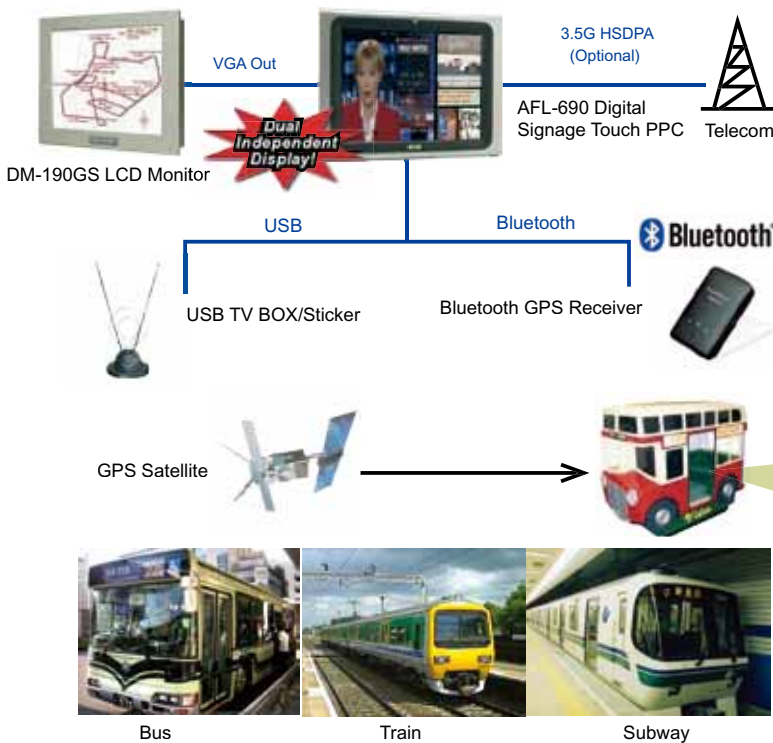 VGA Out
3.5G HSDPA
(Optional)
Dual
Independent
Display!
AFL-690 Digital
Signage Touch PPC
Telecom
DM-190GS LCD Monitor
USB
Bluetooth
Bluetooth
USB TV BOX/Sticker
Bluetooth GPS Receiver
GPS Satellite
Bus
Train
Subway